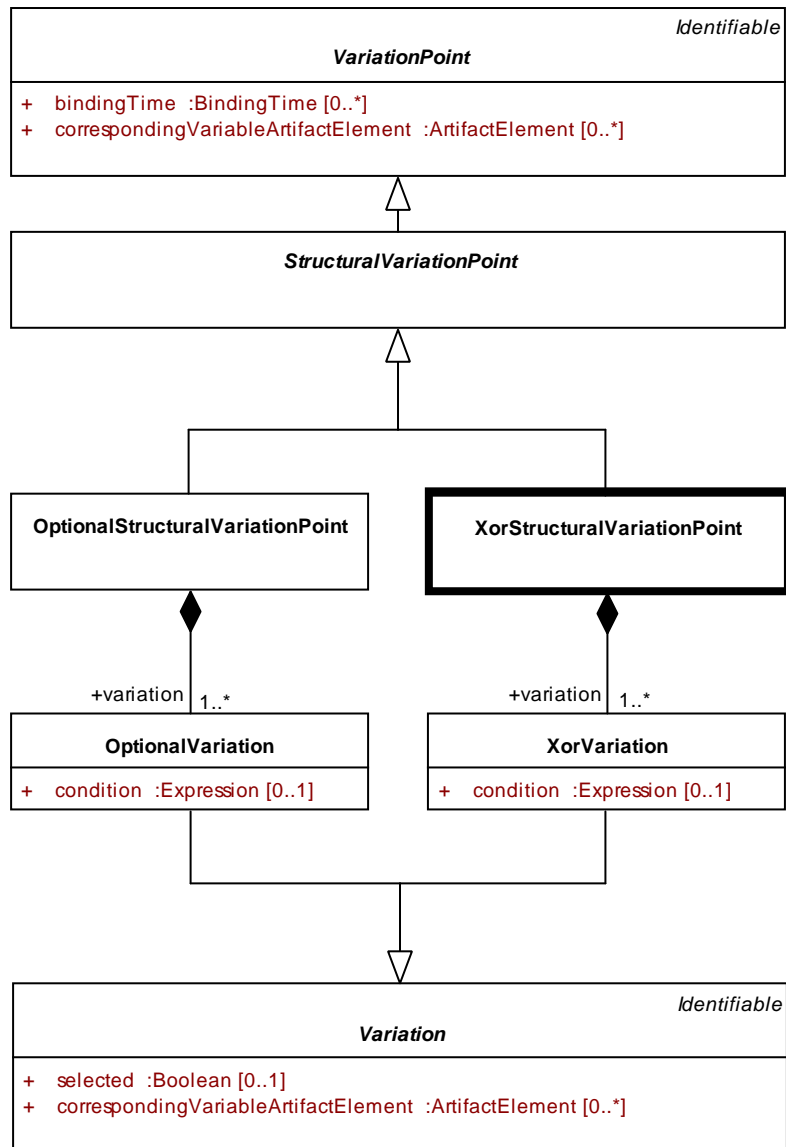 Identifiable
VariationPoint
+ bindingTime :BindingTime [0..*]
+ correspondingVariableArtifactElement :ArtifactElement [0..*]
StructuralVariationPoint
OptionalStructuralVariationPoint
XorStructuralVariationPoint
+variation 1..*
+variation 1..*
OptionalVariation
+ condition :Expression [0..1]
XorVariation
+ condition :Expression [0..1]
Identifiable
Variation
+ selected :Boolean [0..1]
+ correspondingVariableArtifactElement :ArtifactElement [0..*]